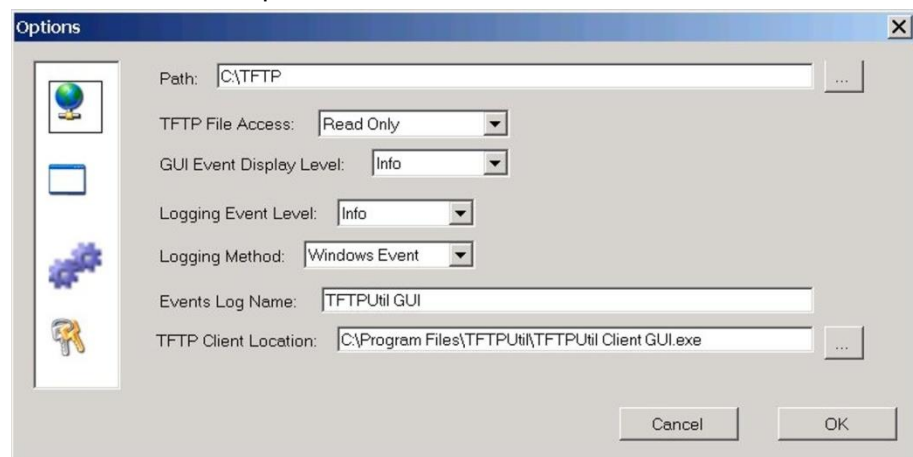 Options
Path: C:\TFTP ...
TFTP File Access: Read Only
GUI Event Display Level: Info
Logging Event Level: Info
Logging Method: Windows Event
Events Log Name: TFTPUtil GUI
TFTP Client Location: C:\Program Files\TFTPUtil\TFTPUtil Client GUI.exe ...
Cancel OK